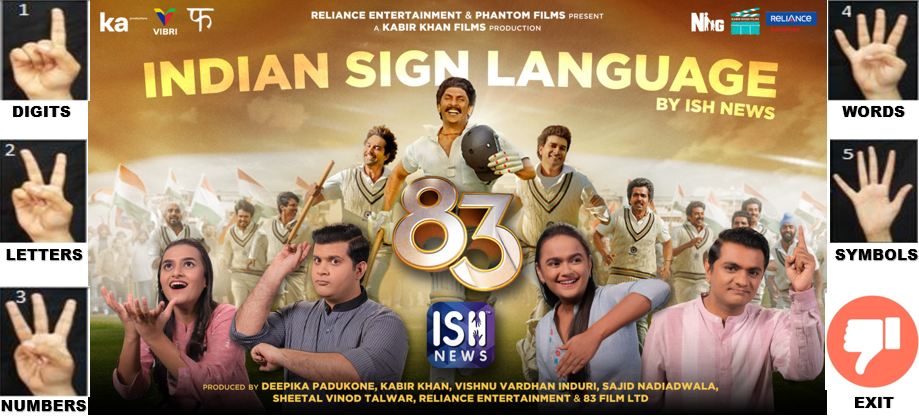 1
DIGITS
2
LETTERS
3
NUMBERS
ka
productions
VIBRI
फ
RELIANCE ENTERTAINMENT & PHANTOM FILMS PRESENT
A KABIR KHAN FILMS PRODUCTION
RELIANCE
INDIAN SIGN LANGUAGE
BY ISH NEWS
83
ISH
NEWS
PRODUCED BY DEEPIKA PADUKONE, KABIR KHAN, VISHNU VARDHAN INDURI, SAJID NADIADWALA,
SHEETAL VINOD TALWAR, RELIANCE ENTERTAINMENT & 83 FILM LTD
4
WORDS
5
SYMBOLS
EXIT